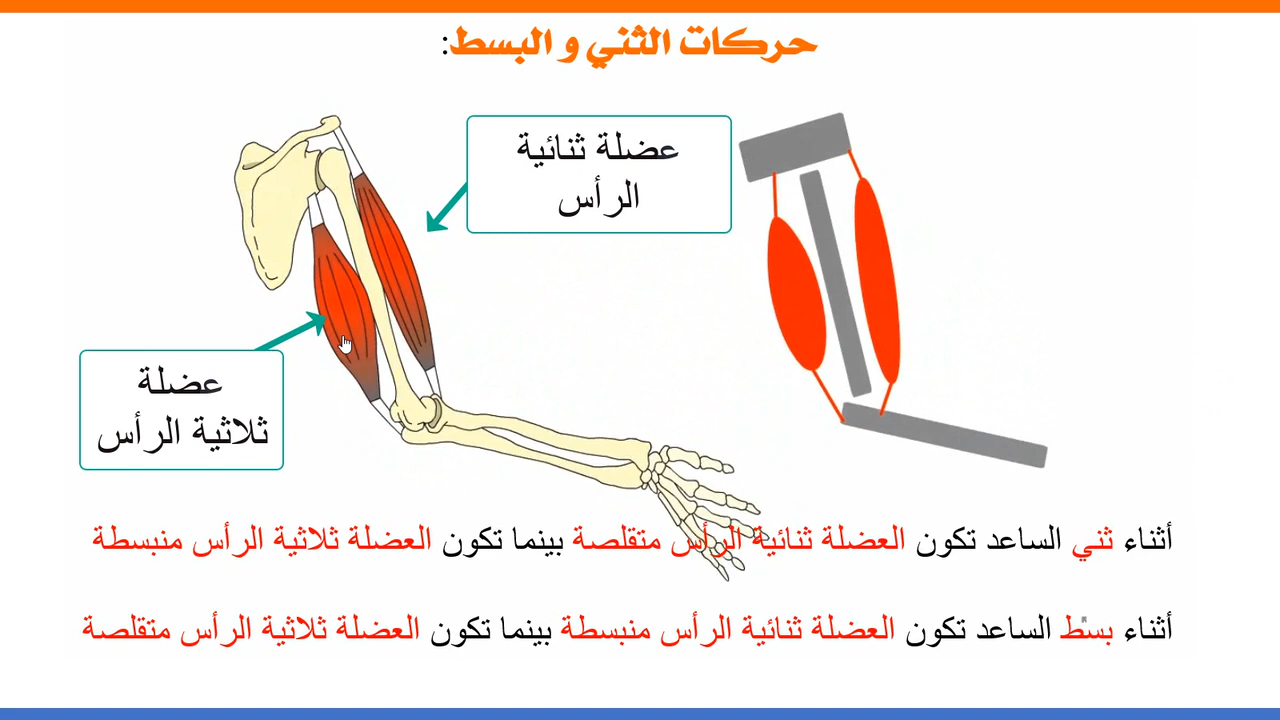 حركات الثني و البسط:
عضلة ثنائية
الرأس
عضلة
ثلاثية الرأس
أثناء ثني الساعد تكون العضلة ثنائية الرأس متقلصة بينما تكون العضلة ثلاثية الرأس منبسطة
أثناء بسط الساعد تكون العضلة ثنائية الرأس منبسطة بينما تكون العضلة ثلاثية الرأس متقلصة